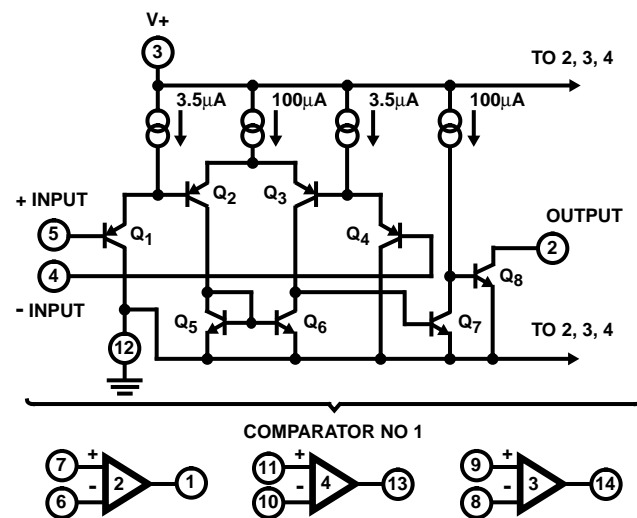 V+
3
TO 2, 3, 4
3.5μA 100μA 3.5μA 100μA
+ INPUT
5
Q1 Q2 Q3 Q4
OUTPUT
2
4
- INPUT
Q8
Q5 Q6 Q7
12
TO 2, 3, 4
COMPARATOR NO 1
7 + 11 + 9 +
2 1 4 13 3 14
6 - 10 - 8 -